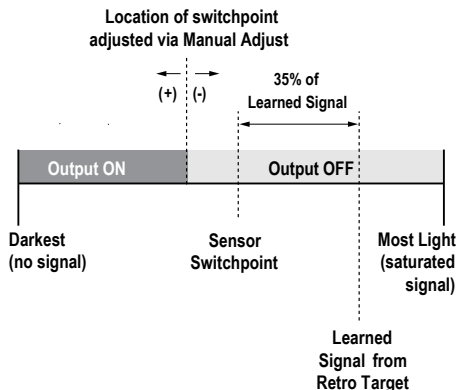 Location of switchpoint
adjusted via Manual Adjust
35% of
Learned Signal
(+) (-)
Output ON
Output OFF
Darkest
(no signal)
Sensor
Switchpoint
Most Light
(saturated
signal)
Learned
Signal from
Retro Target